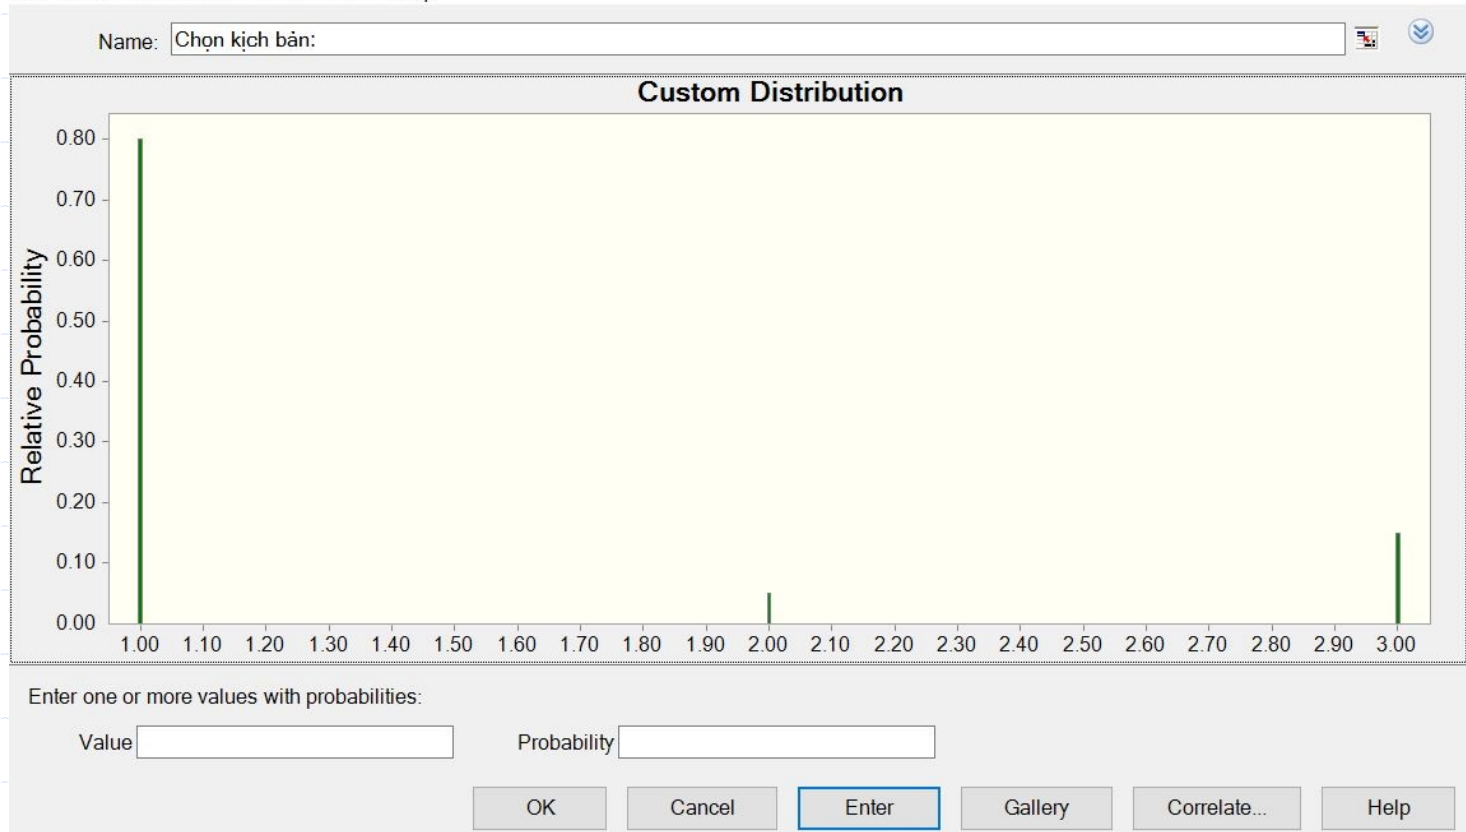 Name: Chọn kịch bản:
Custom Distribution
Relative Probability
0.80
0.70
0.60
0.50
0.40
0.30
0.20
0.10
0.00
1.00 1.10 1.20 1.30 1.40 1.50 1.60 1.70 1.80 1.90 2.00 2.10 2.20 2.30 2.40 2.50 2.60 2.70 2.80 2.90 3.00
Enter one or more values with probabilities:
Value Probability
OK Cancel Enter Gallery Correlate... Help